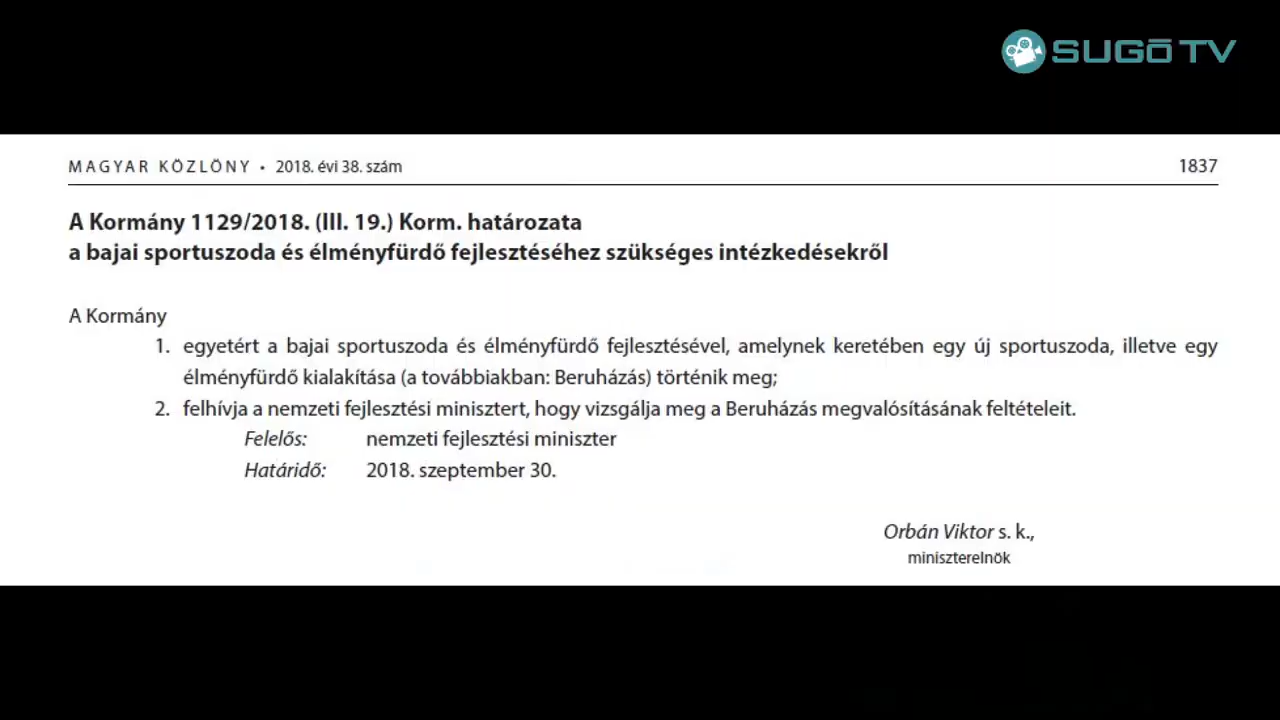 SUGŌTV
MAGYAR KÖZLÖNY • 2018. évi 38. szám 1837
A Kormány 1129/2018. (III. 19.) Korm. határozata
a bajai sportuszoda és élményfürdő fejlesztéséhez szükséges intézkedésekről
A Kormány
1. egyetért a bajai sportuszoda és élményfürdő fejlesztésével, amelynek keretében egy új sportuszoda, illetve egy
élményfürdő kialakítása (a továbbiakban: Beruházás) történik meg;
2. felhívja a nemzeti fejlesztési minisztert, hogy vizsgálja meg a Beruházás megvalósításának feltételeit.
Felelős: nemzeti fejlesztési miniszter
Határidő: 2018. szeptember 30.
Orbán Viktor s. k.,
miniszterelnök